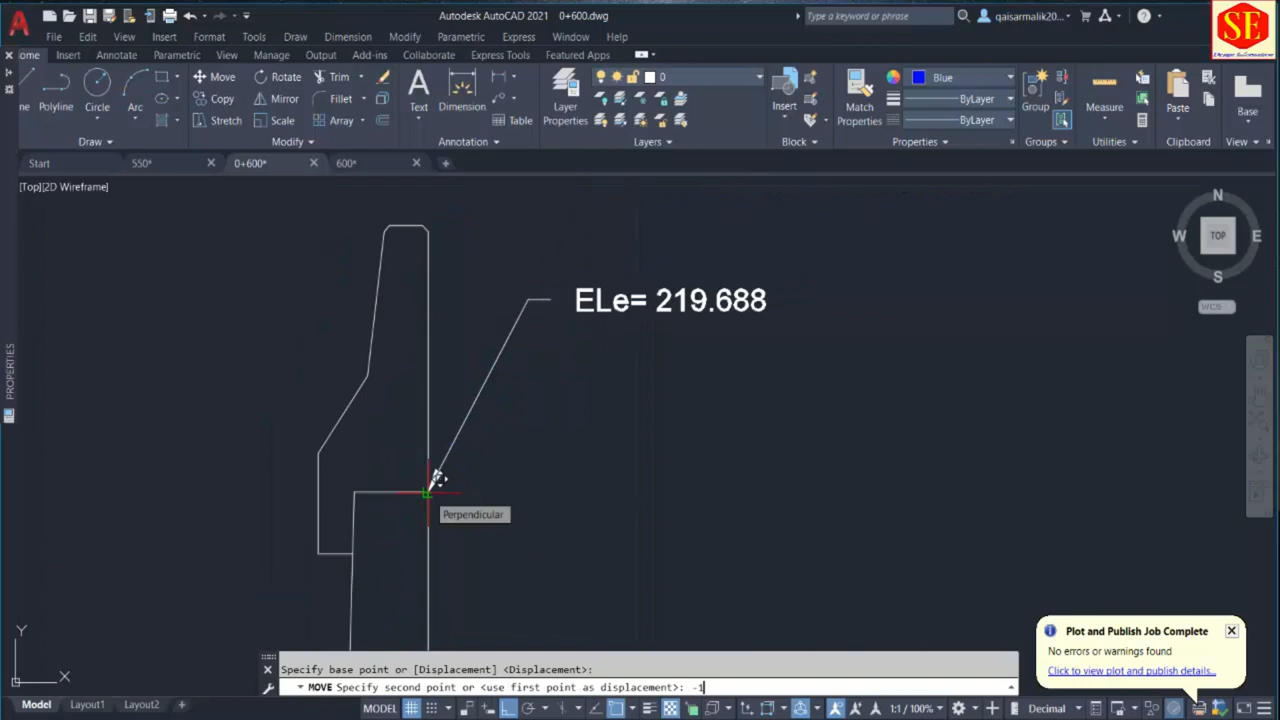 Autodesk AutoCAD 2021 0+600.dwg
Type a keyword or phrase
qaisarmalik20...
SE
File Edit View Insert Format Tools Draw Dimension Modify Parametric Express Window Help
ome Insert Annotate Parametric View Manage Output Add-ins Collaborate Express Tools Featured Apps
ne Polyline Circle Arc
Move Rotate Trim
Copy Mirror Fillet
Stretch Scale Array
Text Dimension Table
Layer Properties
0
Insert
Match Properties
Blue
ByLayer
ByLayer
Group Measure Paste Base
Draw Modify Annotation Layers Block Properties Groups Utilities Clipboard View
Start 550* 0+600* 600*
[Top][2D Wireframe]
N
W TOP E
S
WCS
ELe= 219.688
Perpendicular
PROPERTIES
Y
X
Plot and Publish Job Complete
No errors or warnings found
Click to view plot and publish details...
Specify base point or [Displacement] <Displacement>:
MOVE Specify second point or <use first point as displacement>: -1
Model Layout1 Layout2
MODEL 1:1 / 100% Decimal